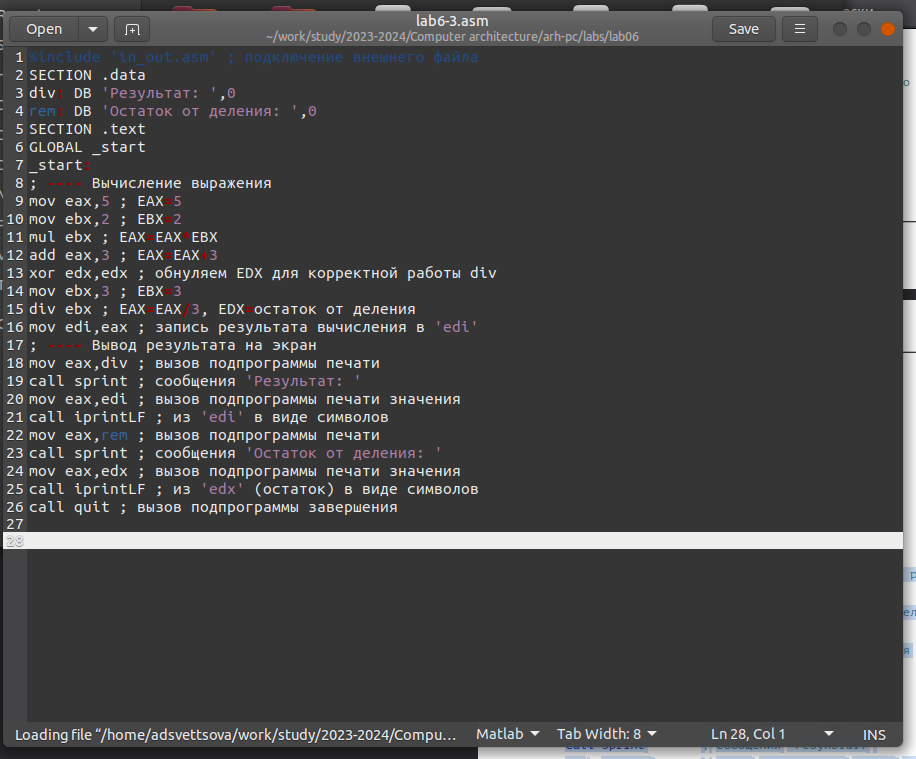 Open
lab6-3.asm
~/work/study/2023-2024/Computer architecture/arh-pc/labs/lab06
Save
1 %include 'in_out.asm' ; подключение внешнего файла
2 SECTION .data
3 div: DB 'Результат: ',0
4 rem: DB 'Остаток от деления: ',0
5 SECTION .text
6 GLOBAL _start
7 _start:
8 ; ---- Вычисление выражения
9 mov eax,5 ; EAX=5
10 mov ebx,2 ; EBX=2
11 mul ebx ; EAX=EAX*EBX
12 add eax,3 ; EAX=EAX+3
13 xor edx,edx ; обнуляем EDX для корректной работы div
14 mov ebx,3 ; EBX=3
15 div ebx ; EAX=EAX/3, EDX=остаток от деления
16 mov edi,eax ; запись результата вычисления в 'edi'
17 ; ---- Вывод результата на экран
18 mov eax,div ; вызов подпрограммы печати
19 call sprint ; сообщения 'Результат: '
20 mov eax,edi ; вызов подпрограммы печати значения
21 call iprintLF ; из 'edi' в виде символов
22 mov eax,rem ; вызов подпрограммы печати
23 call sprint ; сообщения 'Остаток от деления: '
24 mov eax,edx ; вызов подпрограммы печати значения
25 call iprintLF ; из 'edx' (остаток) в виде символов
26 call quit ; вызов подпрограммы завершения
27
28
Loading file “/home/adsvettsova/work/study/2023-2024/Compu… Matlab Tab Width: 8 Ln 28, Col 1 INS